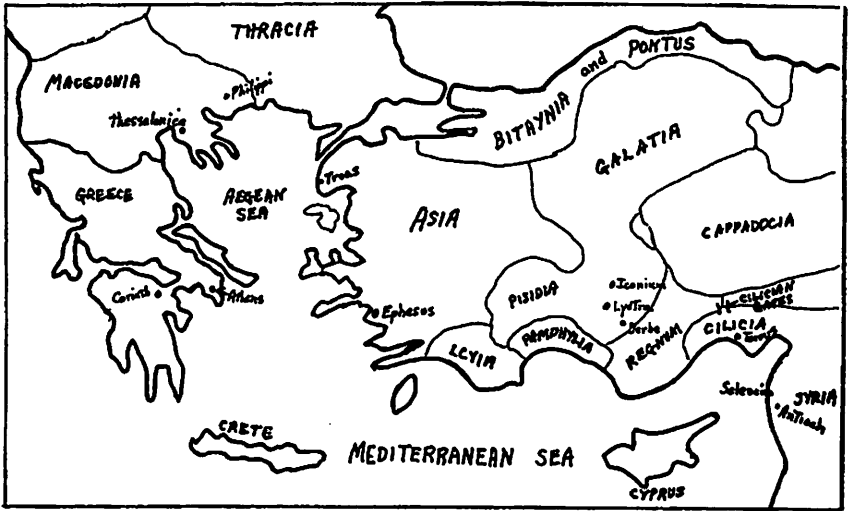 THRACIA
MACEDONIA
Philippi
Thessalonica
GREECE
AEGEAN
SEA
Troas
ASIA
BITAYNIA and PONTUS
GALATIA
CAPPADOCIA
Corinth
Athens
Ephesus
PISIDIA
Iconium
Lystra
Derbe
LCYIA
PAMPHYLIA
REGNUM
CILICIAN
GATES
CILICIA
Tarsus
Seleucia
SYRIA
Antioch
CRETE
MEDITERRANEAN SEA
CYPRUS